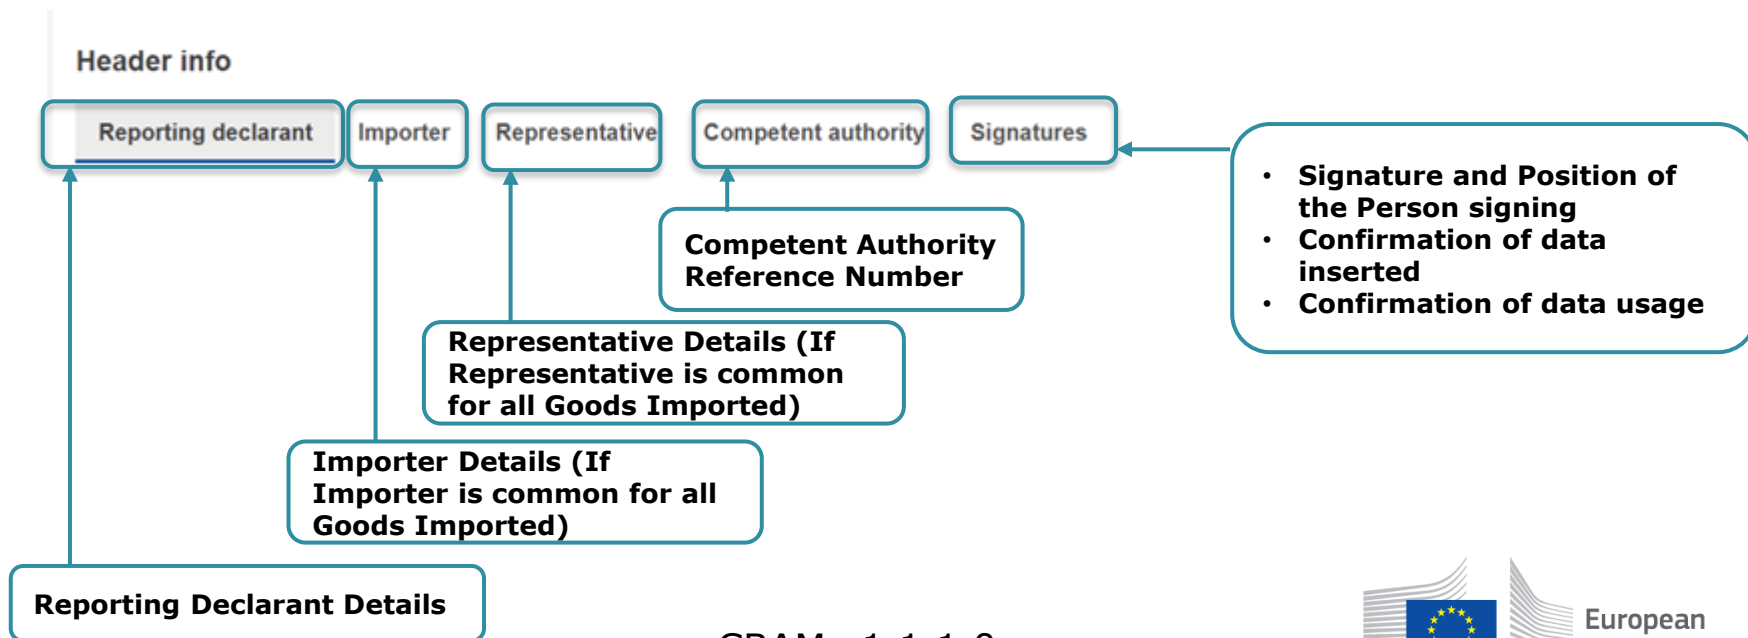 Header info
Reporting declarant
Importer
Representative
Competent authority
Signatures
• Signature and Position of
the Person signing
• Confirmation of data
inserted
• Confirmation of data usage
Competent Authority
Reference Number
Representative Details (If
Representative is common
for all Goods Imported)
Importer Details (If
Importer is common for all
Goods Imported)
Reporting Declarant Details
European